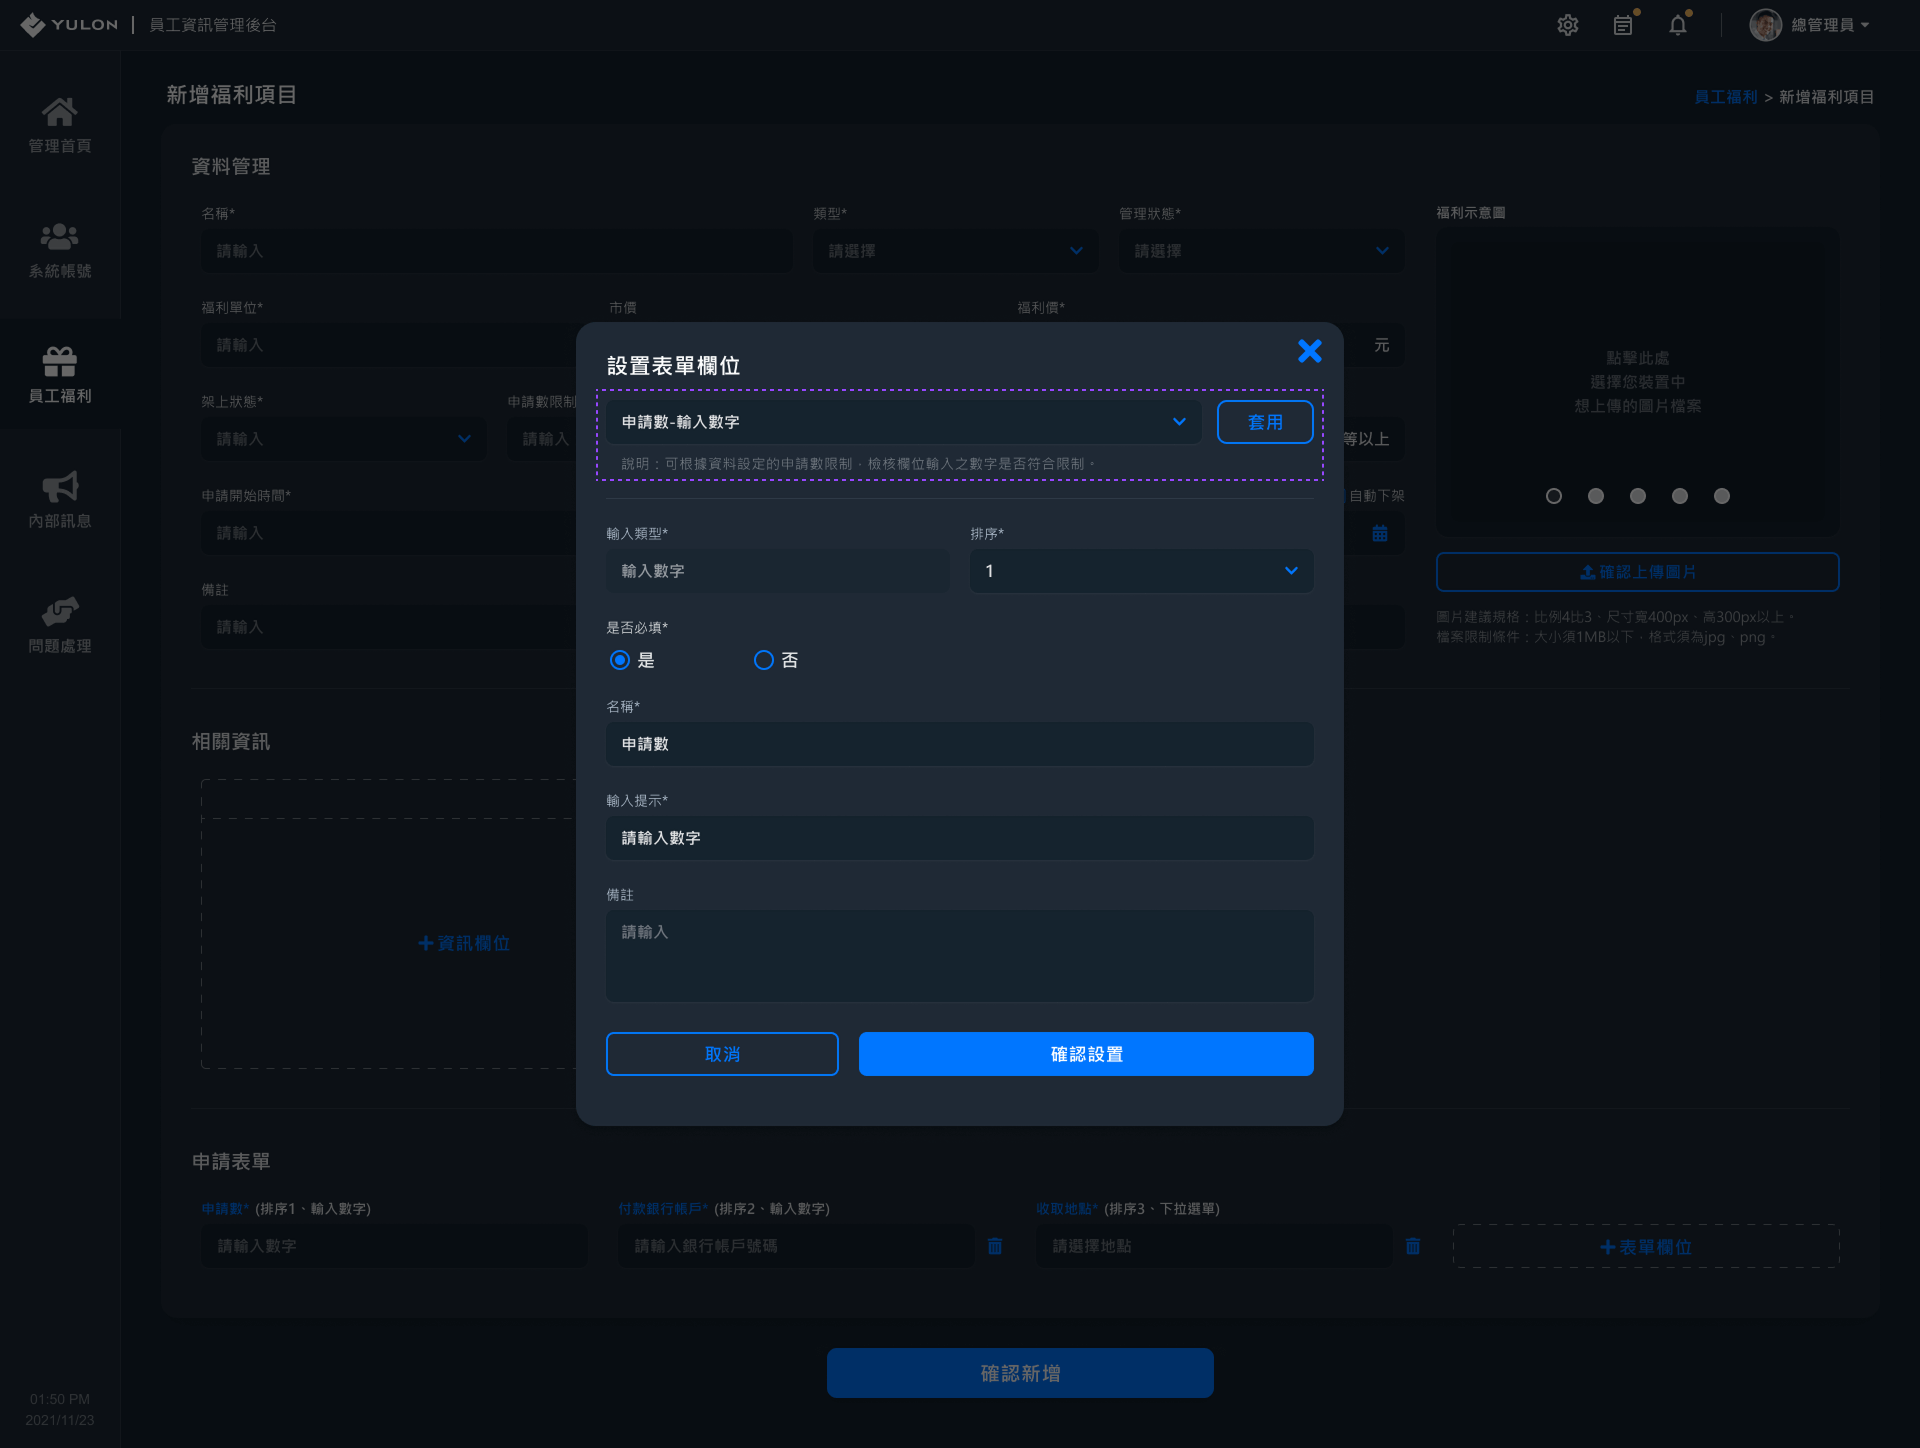 YULON
員工資訊管理後台
總管理員
新增福利項目
員工福利 > 新增福利項目
管理首頁
系統帳號
員工福利
內部訊息
問題處理
01:50 PM
2021/11/23
資料管理
名稱*
請輸入
類型*
請選擇
管理狀態*
請選擇
福利示意圖
點擊此處
選擇您裝置中
想上傳的圖片檔案
確認上傳圖片
圖片建議規格：比例4比3、尺寸寬400px、高300px以上。
檔案限制條件：大小須1MB以下、格式須為jpg、png。
福利單位*
請輸入
市價
福利價*
元
架上狀態*
請輸入
申請數限制
請輸入
等以上
申請開始時間*
請輸入
自動下架
備註
請輸入
設置表單欄位
申請數-輸入數字
套用
說明：可根據資料設定的申請數限制，檢核欄位輸入之數字是否符合限制。
輸入類型*
輸入數字
排序*
1
是否必填*
是
否
名稱*
申請數
輸入提示*
請輸入數字
備註
請輸入
取消
確認設置
相關資訊
資訊欄位
申請表單
申請數* (排序1、輸入數字)
請輸入數字
付款銀行帳戶* (排序2、輸入數字)
請輸入銀行帳戶號碼
收取地點* (排序3、下拉選單)
請選擇地點
表單欄位
確認新增